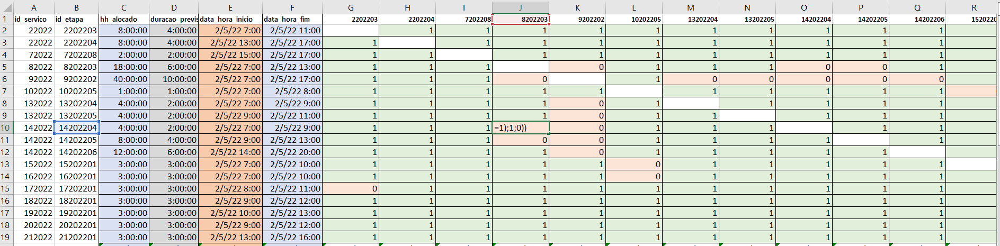 A B C D E F G H I J K L M N O P Q R
1 id_servico id_etapa hh_alocado duracao_previs data_hora_inicio data_hora_fim 2202203 2202204 7202208 8202203 9202202 10202205 13202204 13202205 14202204 14202205 14202206 1520220
2 22022 2202203 8:00:00 4:00:00 2/5/22 7:00 2/5/22 11:00 1 1 1 1 1 1 1 1 1 1
3 22022 2202204 8:00:00 4:00:00 2/5/22 13:00 2/5/22 17:00 1 1 1 1 1 1 1 1 1 1
4 72022 7202208 2:00:00 2:00:00 2/5/22 15:00 2/5/22 17:00 1 1 1 1 1 1 1 1 1 1
5 82022 8202203 18:00:00 6:00:00 2/5/22 7:00 2/5/22 13:00 1 1 1 0 1 1 1 0 0 1
6 92022 9202202 40:00:00 10:00:00 2/5/22 7:00 2/5/22 17:00 1 1 1 0 1 0 0 0 0 0
7 102022 10202205 1:00:00 1:00:00 2/5/22 7:00 2/5/22 8:00 1 1 1 1 1 1 1 1 1 1
8 132022 13202204 4:00:00 2:00:00 2/5/22 7:00 2/5/22 9:00 1 1 1 1 0 1 1 1 1 1
9 132022 13202205 4:00:00 2:00:00 2/5/22 9:00 2/5/22 11:00 1 1 1 1 0 1 1 1 1 1
10 142022 14202204 4:00:00 2:00:00 2/5/22 7:00 2/5/22 9:00 1 1 1 =1);1;0)) 0 1 1 1 1 1
11 142022 14202205 8:00:00 4:00:00 2/5/22 9:00 2/5/22 13:00 1 1 1 0 0 1 1 1 1 1
12 142022 14202206 12:00:00 6:00:00 2/5/22 14:00 2/5/22 20:00 1 1 1 1 0 1 1 1 1 1
13 152022 15202201 3:00:00 3:00:00 2/5/22 7:00 2/5/22 10:00 1 1 1 1 1 0 1 1 1 1 1
14 162022 16202201 3:00:00 3:00:00 2/5/22 7:00 2/5/22 10:00 1 1 1 1 1 0 1 1 1 1 1
15 172022 17202201 3:00:00 3:00:00 2/5/22 8:00 2/5/22 11:00 0 1 1 1 1 1 1 1 1 1 1
16 182022 18202201 3:00:00 3:00:00 2/5/22 9:00 2/5/22 12:00 1 1 1 1 1 1 1 1 1 1 1
17 192022 19202201 3:00:00 3:00:00 2/5/22 10:00 2/5/22 13:00 1 1 1 1 1 1 1 1 1 1 1
18 202022 20202201 3:00:00 3:00:00 2/5/22 9:00 2/5/22 12:00 1 1 1 1 1 1 1 1 1 1 1
19 212022 21202201 3:00:00 3:00:00 2/5/22 13:00 2/5/22 16:00 1 1 1 1 1 1 1 1 1 1 1